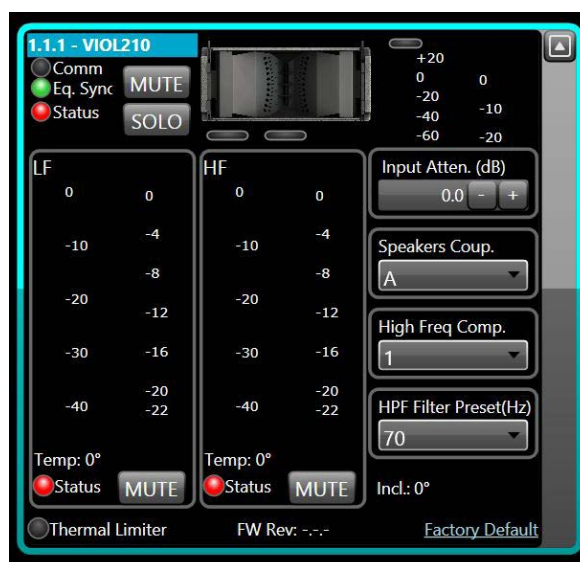 1.1.1 - VIOL210
Comm
Eq. Sync
Status
MUTE
SOLO
+20
0
-20
-40
-60
0
-10
-20
LF
0
-10
-20
-30
-40
0
-4
-8
-12
-16
-20
-22
Temp: 0°
Status
MUTE
HF
0
-10
-20
-30
-40
0
-4
-8
-12
-16
-20
-22
Temp: 0°
Status
MUTE
Input Atten. (dB)
0.0 - +
Speakers Coup.
A
High Freq Comp.
1
HPF Filter Preset(Hz)
70
Incl.: 0°
Thermal Limiter
FW Rev: -.-.-
Factory Default